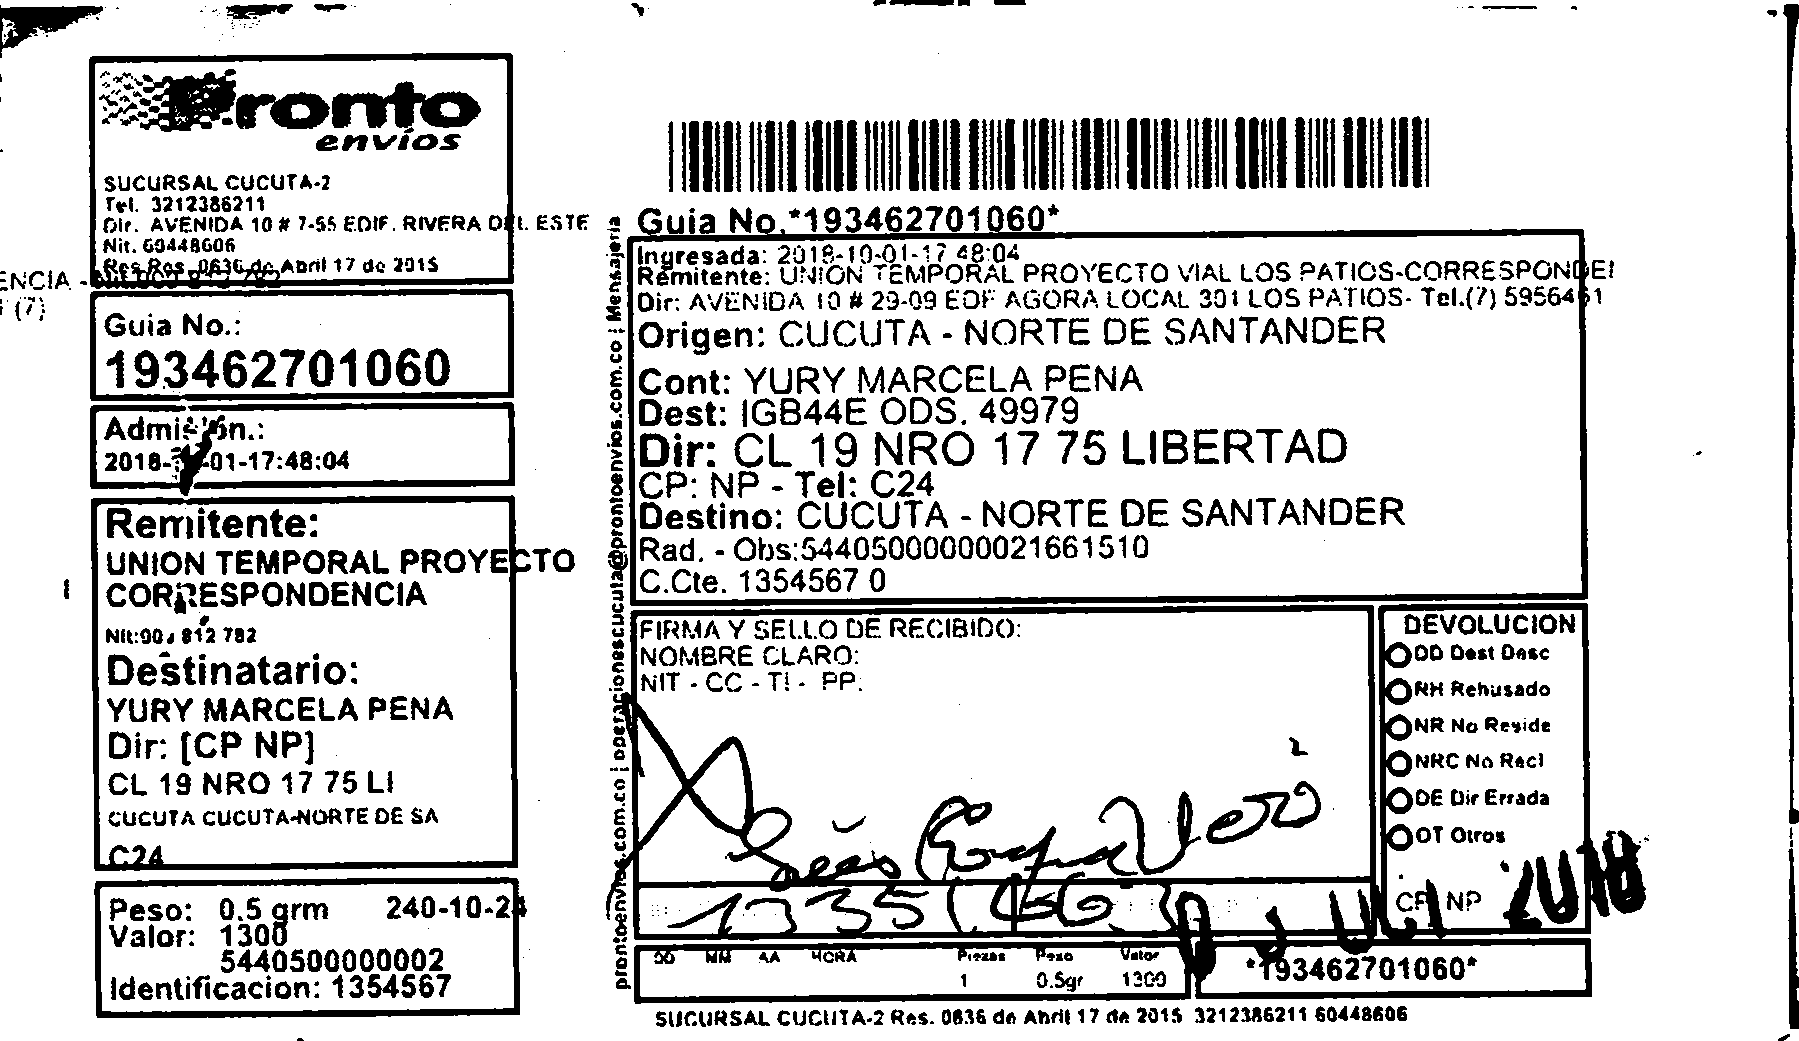 Pronto
envíos
SUCURSAL CUCUTA-2
Tel. 3212386211
Dir. AVENIDA 10 # 7-55 EDIF. RIVERA DEL ESTE
Nit. 60448606
Res Res. 0636 de Abril 17 de 2015
ENCIA -
(7)
Guia No.:
193462701060
Admisión.:
2018- -01-17:48:04
Remitente:
UNION TEMPORAL PROYECTO
CORRESPONDENCIA
812 782
Destinatario:
YURY MARCELA PENA
Dir: [CP NP]
CL 19 NRO 17 75 LI
CUCUTA CUCUTA-NORTE DE SA
C24
Peso: 0.5 grm 240-10-24
Valor: 1300
5440500000002
Identificacion: 1354567
prontoenvios.com.co | operacionescucuta@prontoenvios.com.co | Mensajeria
Guia No.*193462701060*
Ingresada: 2018-10-01-17 48:04
Remitente: UNION TEMPORAL PROYECTO VIAL LOS PATIOS-CORRESPONDEI
Dir: AVENIDA 10 # 29-09 EDF AGORA LOCAL 301 LOS PATIOS- Tel.(7) 5956461
Origen: CUCUTA - NORTE DE SANTANDER
Cont: YURY MARCELA PENA
Dest: IGB44E ODS. 49979
Dir: CL 19 NRO 17 75 LIBERTAD
CP: NP - Tel: C24
Destino: CUCUTA - NORTE DE SANTANDER
Rad. - Obs:54405000000021661510
C.Cte. 1354567 0
FIRMA Y SELLO DE RECIBIDO:
NOMBRE CLARO:
NIT - CC - TI - PP.
DEVOLUCION
DD Dest Desc
RH Rehusado
NR No Reside
NRC No Recl
DE Dir Errada
OT Otros
CP NP
2018
DD MM AA HORA Piezas Peso Valor
1 0.5gr 1300
*193462701060*
SUCURSAL CUCUTA-2 Res. 0636 de Abril 17 de 2015 3212386211 60448606